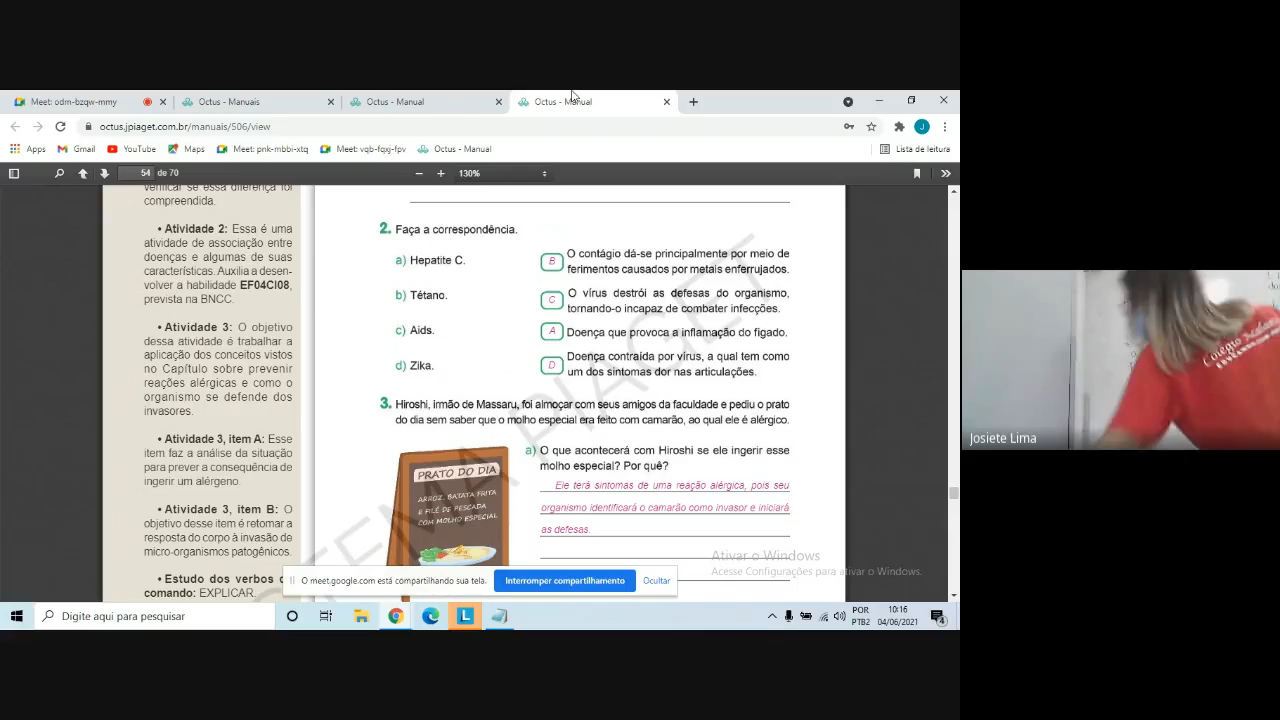 Meet: odm-bzqw-mmy
Octus - Manuais
Octus - Manual
Octus - Manual
octus.jpiaget.com.br/manuais/506/view
Apps
Gmail
YouTube
Maps
Meet: pnk-mbbi-xtq
Meet: vqb-fqxj-fpv
Octus - Manual
Lista de leitura
54 de 70
130%
verificar se essa diferença foi
compreendida.
• Atividade 2: Essa é uma
atividade de associação entre
doenças e algumas de suas
características. Auxilia a desen-
volver a habilidade EF04CI08,
prevista na BNCC.
• Atividade 3: O objetivo
dessa atividade é trabalhar a
aplicação dos conceitos vistos
no Capítulo sobre prevenir
reações alérgicas e como o
organismo se defende dos
invasores.
• Atividade 3, item A: Esse
item faz a análise da situação
para prever a consequência de
ingerir um alérgeno.
• Atividade 3, item B: O
objetivo desse item é retomar a
resposta do corpo à invasão de
micro-organismos patogênicos.
• Estudo dos verbos
comando: EXPLICAR.
2. Faça a correspondência.
a) Hepatite C.
b) Tétano.
c) Aids.
d) Zika.
B O contágio dá-se principalmente por meio de
ferimentos causados por metais enferrujados.
C O vírus destrói as defesas do organismo,
tornando-o incapaz de combater infecções.
A Doença que provoca a inflamação do fígado.
D Doença contraída por vírus, a qual tem como
um dos sintomas dor nas articulações.
3. Hiroshi, irmão de Massaru, foi almoçar com seus amigos da faculdade e pediu o prato
do dia sem saber que o molho especial era feito com camarão, ao qual ele é alérgico.
PRATO DO DIA
ARROZ, BATATA FRITA
E FILÉ DE PESCADA
COM MOLHO ESPECIAL
a) O que acontecerá com Hiroshi se ele ingerir esse
molho especial? Por quê?
Ele terá sintomas de uma reação alérgica, pois seu
organismo identificará o camarão como invasor e iniciará
as defesas.
SISTEMA PIAGET
Ativar o Windows
Acesse Configurações para ativar o Windows.
O meet.google.com está compartilhando sua tela.
Interromper compartilhamento
Ocultar
Digite aqui para pesquisar
L
POR
PTB2
10:16
04/06/2021
4
J
Colégio
Josiete Lima